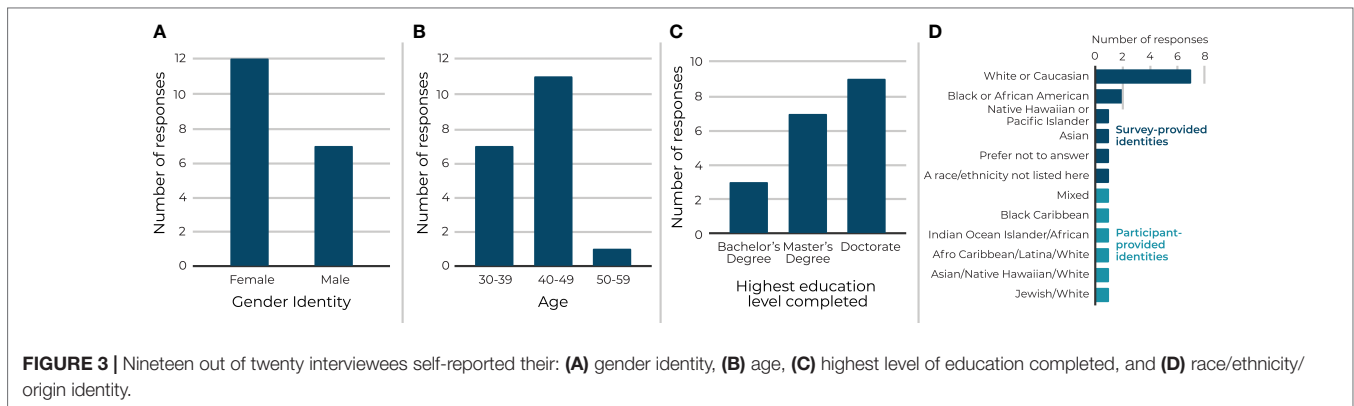 A
Number of responses
12
10
8
6
4
2
0
Female
Male
Gender Identity
B
Number of responses
12
10
8
6
4
2
0
30-39
40-49
50-59
Age
C
Number of responses
10
8
6
4
2
0
Bachelor's
Degree
Master's
Degree
Doctorate
Highest education
level completed
D
Number of responses
0 2 4 6 8
White or Caucasian
Black or African American
Native Hawaiian or
Pacific Islander
Asian
Prefer not to answer
A race/ethnicity not listed here
Survey-provided
identities
Mixed
Black Caribbean
Indian Ocean Islander/African
Afro Caribbean/Latina/White
Asian/Native Hawaiian/White
Jewish/White
Participant-
provided
identities
FIGURE 3 | Nineteen out of twenty interviewees self-reported their: (A) gender identity, (B) age, (C) highest level of education completed, and (D) race/ethnicity/
origin identity.